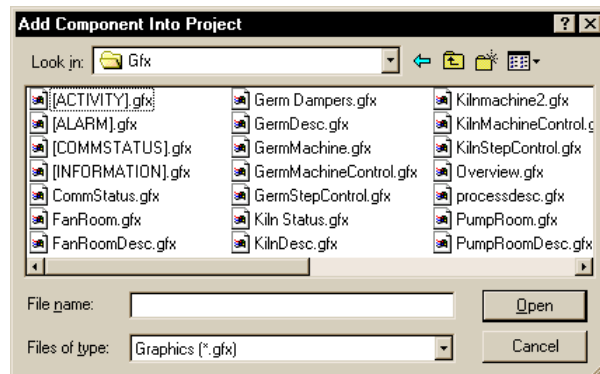 Add Component Into Project
Look in: Gfx
[ACTIVITY].gfx Germ Dampers.gfx Kilnmachine2.gfx
[ALARM].gfx GermDesc.gfx KilnMachineControl.g
[COMMSTATUS].gfx GermMachine.gfx KilnStepControl.gfx
[INFORMATION].gfx GermMachineControl.gfx Overview.gfx
CommStatus.gfx GermStepControl.gfx processdesc.gfx
FanRoom.gfx Kiln Status.gfx PumpRoom.gfx
FanRoomDesc.gfx KilnDesc.gfx PumpRoomDesc.gfx
File name: Open
Files of type: Graphics (*.gfx) Cancel